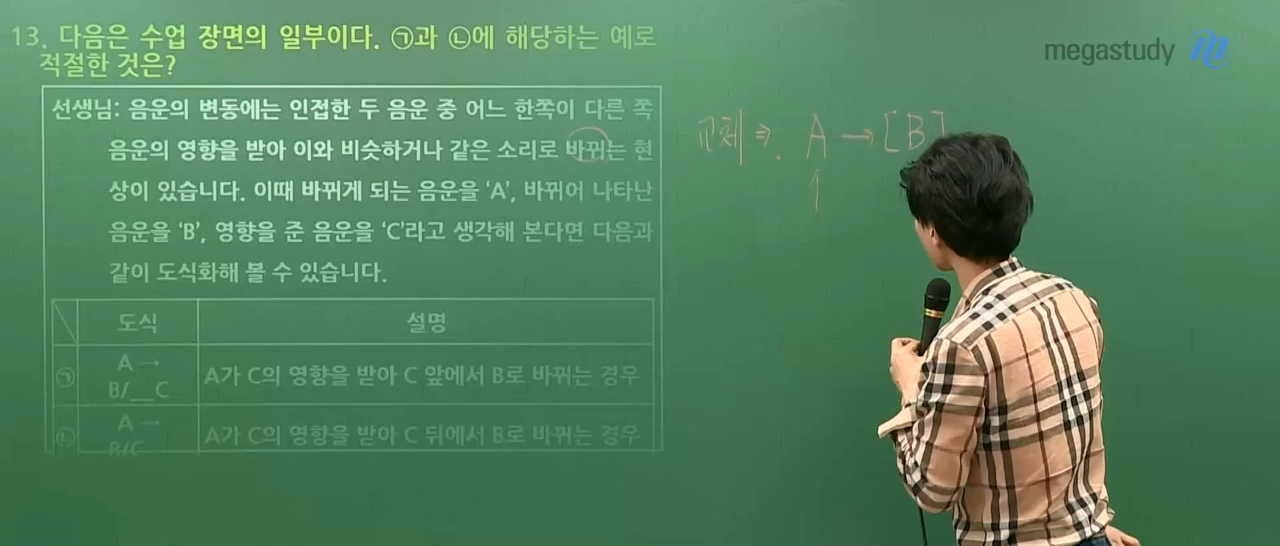 13. 다음은 수업 장면의 일부이다. ㉠과 ㉡에 해당하는 예로
적절한 것은?
megastudy
선생님: 음운의 변동에는 인접한 두 음운 중 어느 한쪽이 다른 쪽
음운의 영향을 받아 이와 비슷하거나 같은 소리로 바뀌는 현
상이 있습니다. 이때 바뀌게 되는 음운을 ‘A’, 바뀌어 나타난
음운을 ‘B’, 영향을 준 음운을 ‘C’라고 생각해 본다면 다음과
같이 도식화해 볼 수 있습니다.
도식 설명
㉠ A →
B/__C
A가 C의 영향을 받아 C 앞에서 B로 바뀌는 경우
㉡ A →
B/C
A가 C의 영향을 받아 C 뒤에서 B로 바뀌는 경우
교체 ⇒. A → [B]
↑